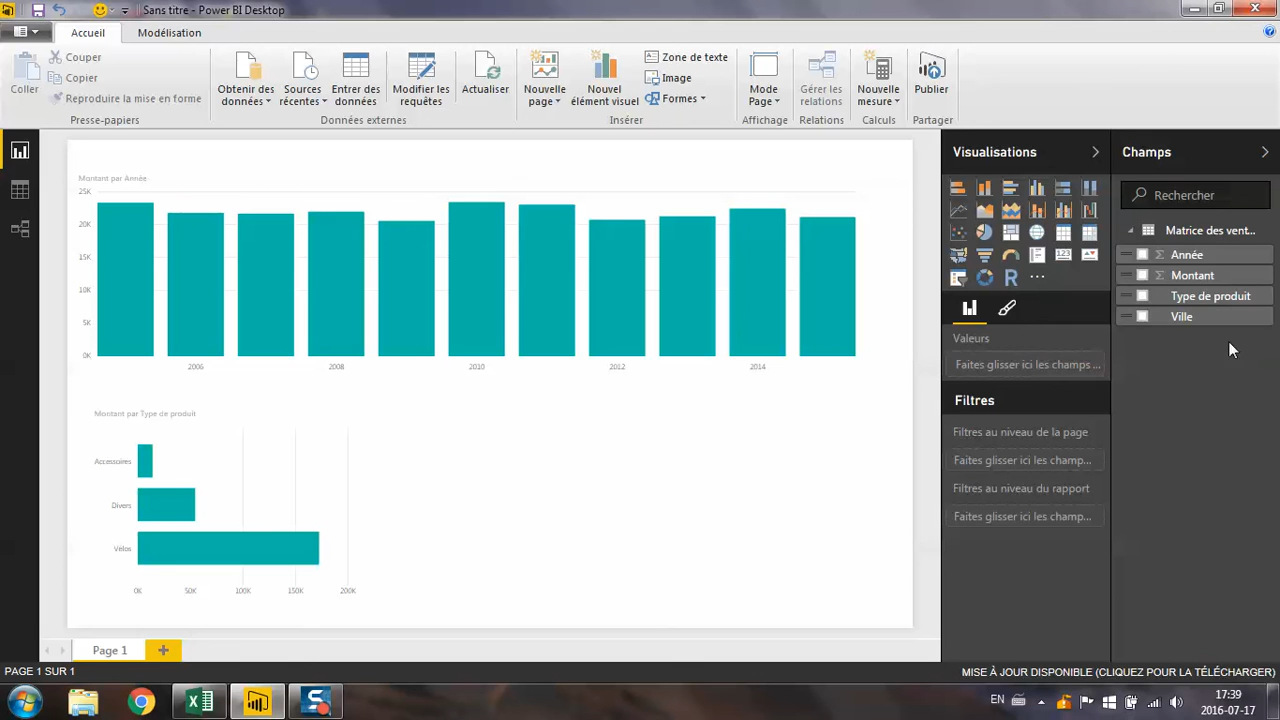 Sans titre - Power BI Desktop
Accueil
Modélisation
Coller
Couper
Copier
Reproduire la mise en forme
Presse-papiers
Obtenir des données
Sources récentes
Entrer des données
Données externes
Modifier les requêtes
Actualiser
Nouvelle page
Nouvel élément visuel
Zone de texte
Image
Formes
Insérer
Mode Page
Affichage
Gérer les relations
Relations
Nouvelle mesure
Calculs
Publier
Partager
Montant par Année
25K
20K
15K
10K
5K
0K
2006
2008
2010
2012
2014
Montant par Type de produit
Accessoires
Divers
Vélos
0K
50K
100K
150K
200K
Visualisations
R
123
Valeurs
Faites glisser ici les champs ...
Filtres
Filtres au niveau de la page
Faites glisser ici les champ...
Filtres au niveau du rapport
Faites glisser ici les champ...
Champs
Rechercher
Matrice des vent...
Σ Année
Σ Montant
Type de produit
Ville
Page 1
PAGE 1 SUR 1
MISE À JOUR DISPONIBLE (CLIQUEZ POUR LA TÉLÉCHARGER)
EN
17:39
2016-07-17